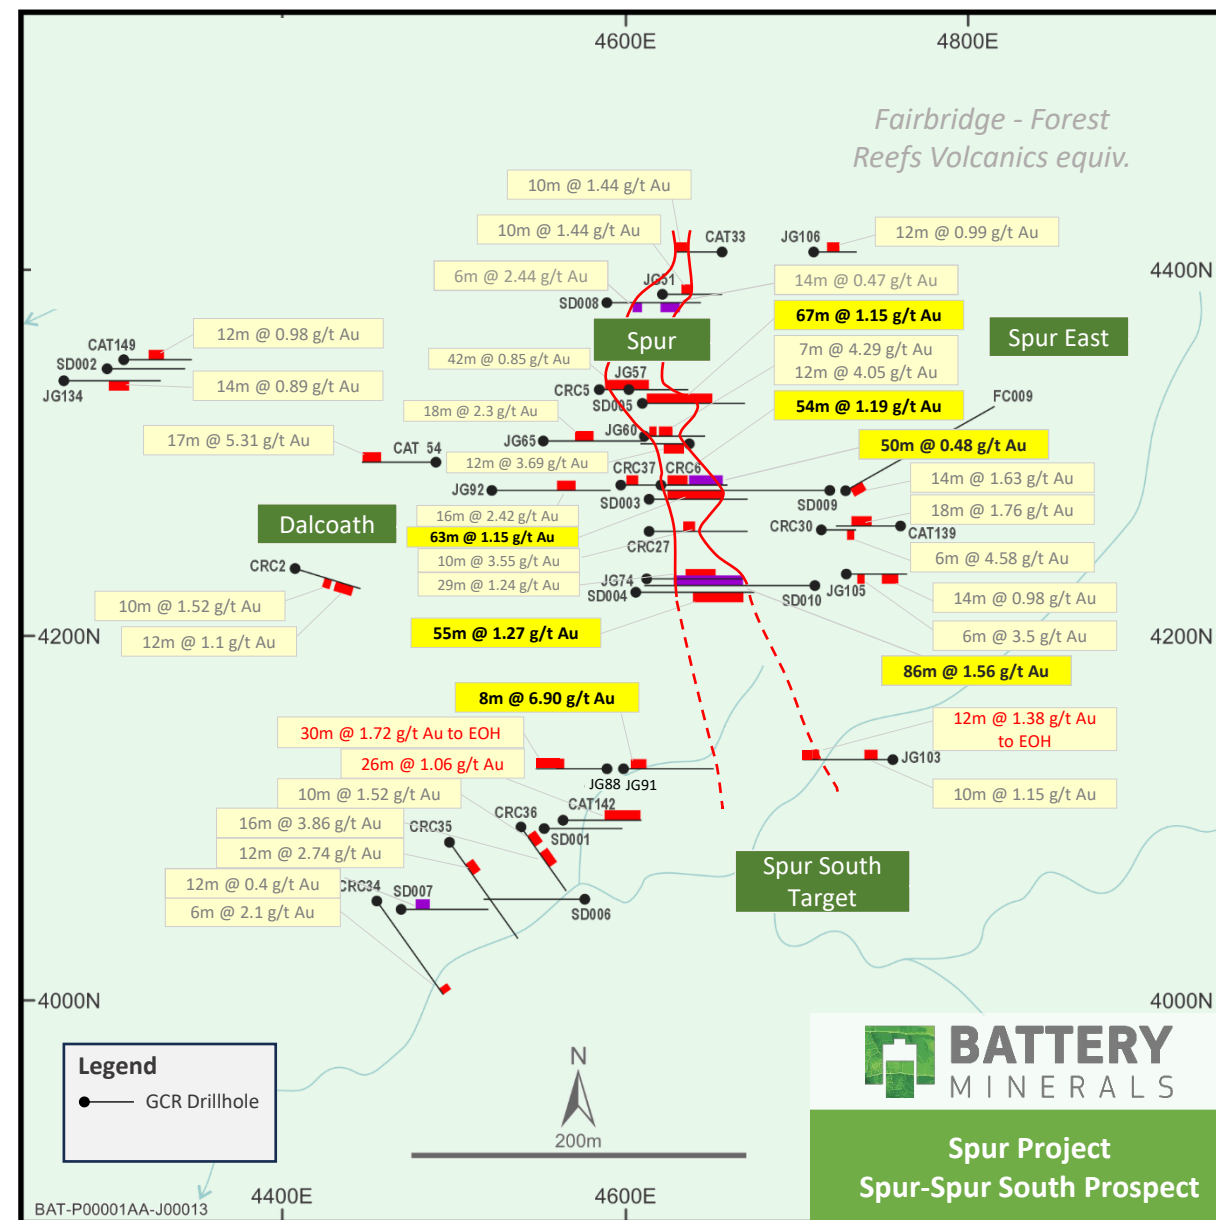 4600E
4800E
Fairbridge - Forest
Reefs Volcanics equiv.
10m @ 1.44 g/t Au
10m @ 1.44 g/t Au
CAT33
JG106
12m @ 0.99 g/t Au
6m @ 2.44 g/t Au
JG51
14m @ 0.47 g/t Au
4400N
SD008
67m @ 1.15 g/t Au
12m @ 0.98 g/t Au
Spur
Spur East
CAT149
SD002
JG134
14m @ 0.89 g/t Au
42m @ 0.85 g/t Au
7m @ 4.29 g/t Au
12m @ 4.05 g/t Au
JG57
CRC5
SD005
FC009
18m @ 2.3 g/t Au
54m @ 1.19 g/t Au
17m @ 5.31 g/t Au
CAT 54
JG65
JG60
50m @ 0.48 g/t Au
12m @ 3.69 g/t Au
CRC37
CRC6
14m @ 1.63 g/t Au
JG92
SD003
SD009
16m @ 2.42 g/t Au
18m @ 1.76 g/t Au
Dalcoath
63m @ 1.15 g/t Au
CRC30
CAT139
10m @ 3.55 g/t Au
CRC27
6m @ 4.58 g/t Au
CRC2
29m @ 1.24 g/t Au
JG74
SD004
SD010
JG105
14m @ 0.98 g/t Au
10m @ 1.52 g/t Au
12m @ 1.1 g/t Au
55m @ 1.27 g/t Au
6m @ 3.5 g/t Au
4200N
4200N
86m @ 1.56 g/t Au
8m @ 6.90 g/t Au
30m @ 1.72 g/t Au to EOH
12m @ 1.38 g/t Au
to EOH
26m @ 1.06 g/t Au
JG103
JG88
JG91
10m @ 1.52 g/t Au
10m @ 1.15 g/t Au
CAT142
16m @ 3.86 g/t Au
CRC36
CRC35
SD001
12m @ 2.74 g/t Au
Spur South
Target
12m @ 0.4 g/t Au
CRC34
SD007
6m @ 2.1 g/t Au
SD006
4000N
4000N
Legend
GCR Drillhole
N
200m
BATTERY
MINERALS
Spur Project
Spur-Spur South Prospect
4400E
4600E
BAT-P00001AA-J00013
4400N